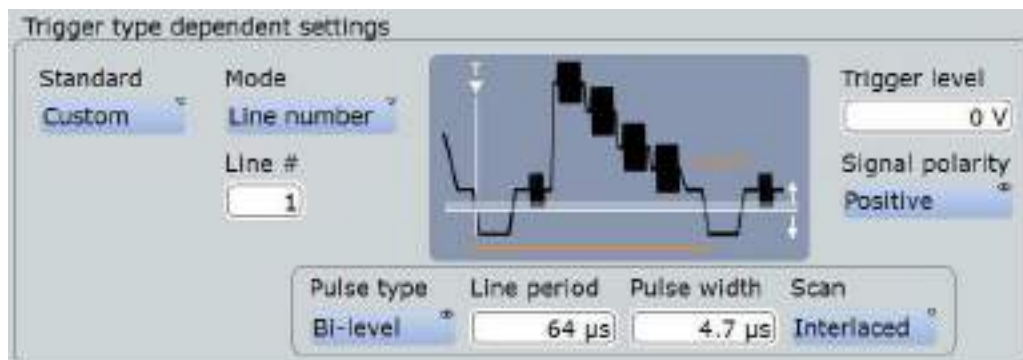 Trigger type dependent settings
Standard
Custom
Mode
Line number
Line #
1
T
Trigger level
0 V
Signal polarity
Positive
Pulse type
Bi-level
Line period
64 µs
Pulse width
4.7 µs
Scan
Interlaced